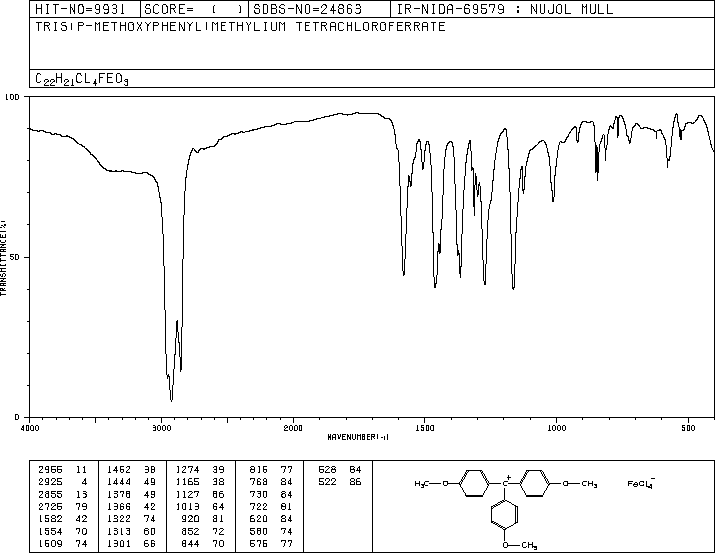 HIT-NO=9931 SCORE= ( ) SDBS-NO=24863 IR-NIDA-69579 : NUJOL MULL
TRIS(P-METHOXYPHENYL)METHYLIUM TETRACHLOROFERRATE
C22H21CL4FEO3
100
50
0
TRANSMITTANCE(%)
4000 3000 2000 1500 1000 500
WAVENUMBER(-1)
2955 11 1462 38 1274 39 816 77 528 84
2925 4 1444 49 1165 38 768 84 522 86
2855 13 1378 49 1127 86 730 84
2725 79 1366 42 1013 64 722 81
1582 42 1322 74 920 81 620 84
1554 70 1313 60 852 72 580 74
1509 74 1301 66 844 70 576 77
H3C O C+ O CH3 FeCl4-
O CH3